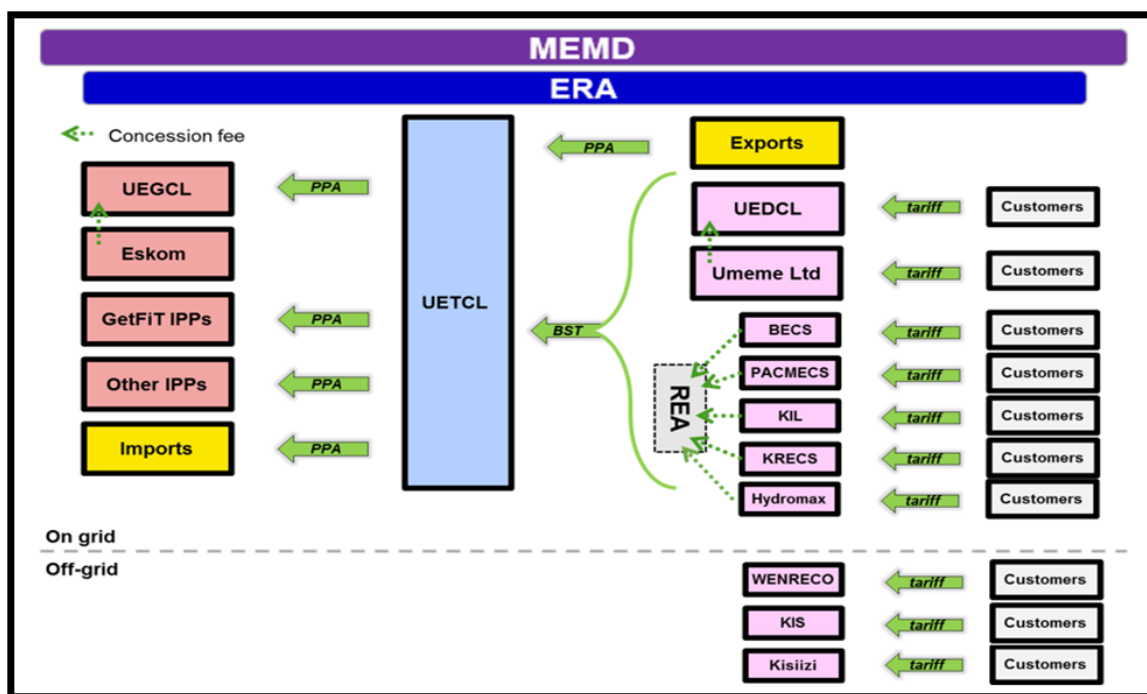 MEMD
ERA
Concession fee
UEGCL
Eskom
GetFiT IPPs
Other IPPs
Imports
PPA
PPA
PPA
PPA
UETCL
PPA
BST
Exports
UEDCL
Umeme Ltd
REA
BECS
PACMECS
KIL
KRECS
Hydromax
tariff
tariff
tariff
tariff
tariff
tariff
tariff
Customers
Customers
Customers
Customers
Customers
Customers
Customers
On grid
Off-grid
WENRECO
KIS
Kisiizi
tariff
tariff
tariff
Customers
Customers
Customers